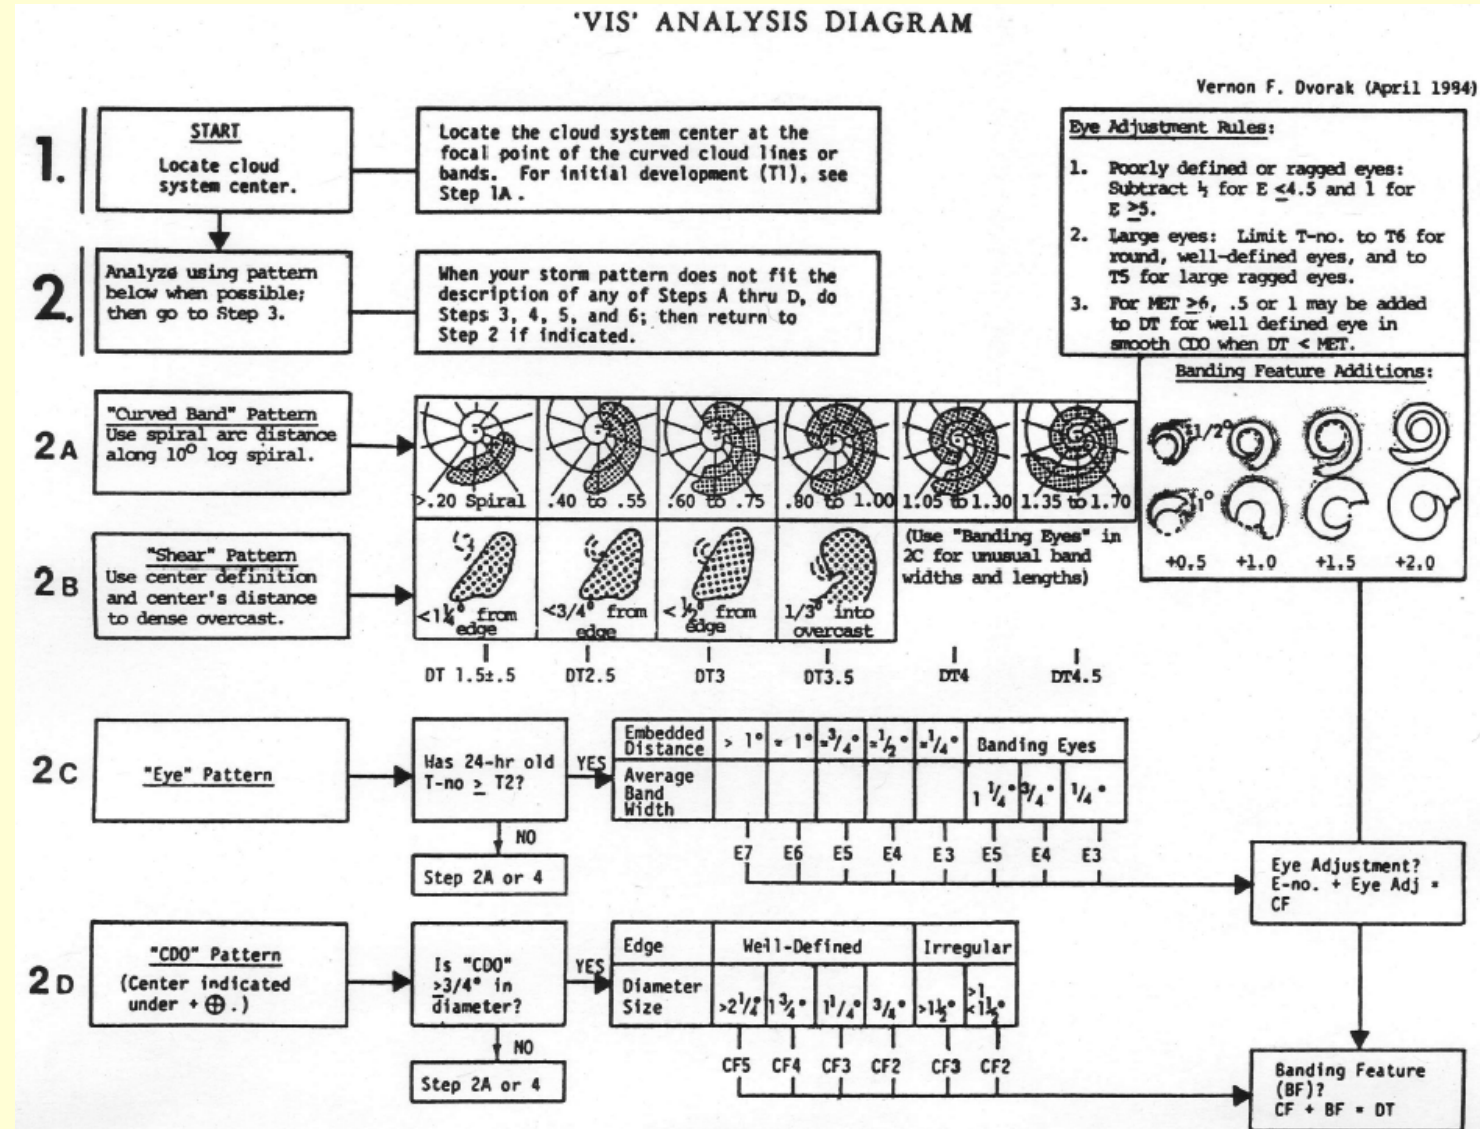 'VIS' ANALYSIS DIAGRAM
Vernon F. Dvorak (April 1984)
1.
START
Locate cloud
system center.
Locate the cloud system center at the
focal point of the curved cloud lines or
bands. For initial development (T1), see
Step 1A.
Eye Adjustment Rules:
1. Poorly defined or ragged eyes:
Subtract ½ for E ≤4.5 and 1 for
E ≥5.
2. Large eyes: Limit T-no. to T6 for
round, well-defined eyes, and to
T5 for large ragged eyes.
3. For MET ≥6, .5 or 1 may be added
to DT for well defined eye in
smooth CDO when DT < MET.
2.
Analyze using pattern
below when possible;
then go to Step 3.
When your storm pattern does not fit the
description of any of Steps A thru D, do
Steps 3, 4, 5, and 6; then return to
Step 2 if indicated.
Banding Feature Additions:
1/2°
1°
+0.5 +1.0 +1.5 +2.0
2A
"Curved Band" Pattern
Use spiral arc distance
along 10° log spiral.
>.20 Spiral .40 to .55 .60 to .75 .80 to 1.00 1.05 to 1.30 1.35 to 1.70
2B
"Shear" Pattern
Use center definition
and center's distance
to dense overcast.
<1¼° from
edge
<3/4° from
edge
<½° from
edge
1/3° into
overcast
(Use "Banding Eyes" in
2C for unusual band
widths and lengths)
DT 1.5±.5 DT2.5 DT3 DT3.5 DT4 DT4.5
2C
"Eye" Pattern
Has 24-hr old
T-no ≥ T2?
YES
NO
Step 2A or 4
Embedded
Distance
> 1° = 1° =3/4° =1/2° =1/4° Banding Eyes
Average
Band
Width
1 1/4° 3/4° 1/4°
E7 E6 E5 E4 E3 E5 E4 E3
Eye Adjustment?
E-no. + Eye Adj =
CF
2D
"CDO" Pattern
(Center indicated
under + ⊕.)
Is "CDO"
≥3/4° in
diameter?
YES
NO
Step 2A or 4
Edge Well-Defined Irregular
Diameter
Size
>2 1/4° 1 3/4° 1 1/4° 3/4° >1½° >1
<1½°
CF5 CF4 CF3 CF2 CF3 CF2
Banding Feature
(BF)?
CF + BF = DT